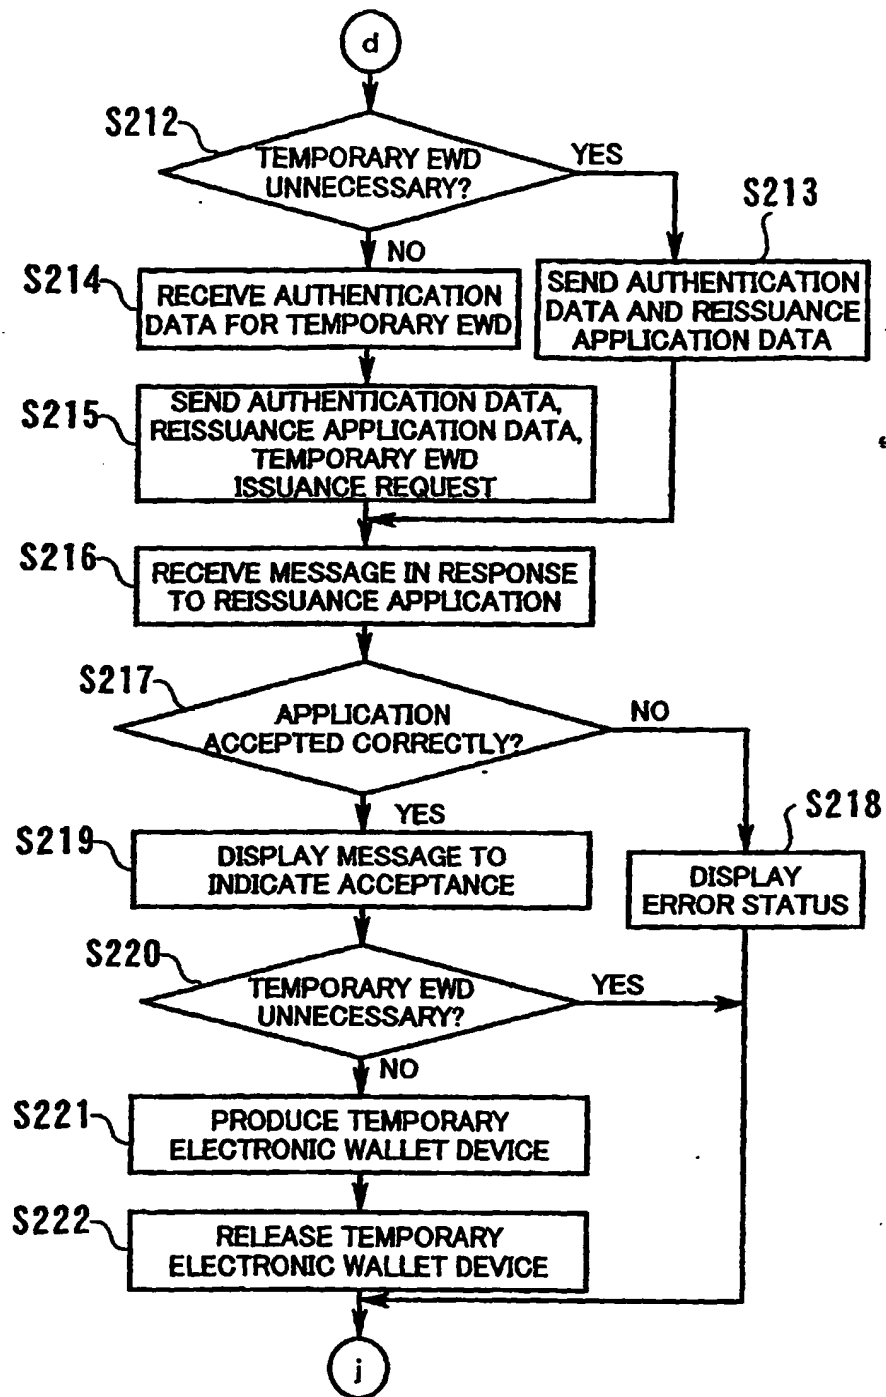 d
S212
TEMPORARY EWD
UNNECESSARY?
YES
NO
S213
SEND AUTHENTICATION
DATA AND REISSUANCE
APPLICATION DATA
S214
RECEIVE AUTHENTICATION
DATA FOR TEMPORARY EWD
S215
SEND AUTHENTICATION DATA,
REISSUANCE APPLICATION DATA,
TEMPORARY EWD
ISSUANCE REQUEST
S216
RECEIVE MESSAGE IN RESPONSE
TO REISSUANCE APPLICATION
S217
APPLICATION
ACCEPTED CORRECTLY?
NO
YES
S218
DISPLAY
ERROR STATUS
S219
DISPLAY MESSAGE TO
INDICATE ACCEPTANCE
S220
TEMPORARY EWD
UNNECESSARY?
YES
NO
S221
PRODUCE TEMPORARY
ELECTRONIC WALLET DEVICE
S222
RELEASE TEMPORARY
ELECTRONIC WALLET DEVICE
j